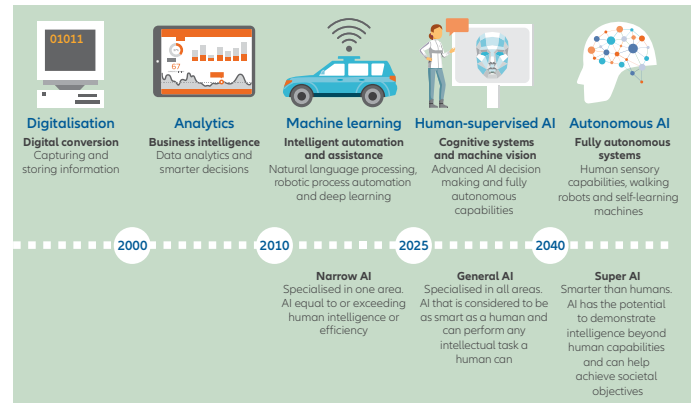 01011
67
Digitalisation
Digital conversion
Capturing and
storing information
Analytics
Business intelligence
Data analytics and
smarter decisions
Machine learning
Intelligent automation
and assistance
Natural language processing,
robotic process automation
and deep learning
Human-supervised AI
Cognitive systems
and machine vision
Advanced AI decision
making and fully
autonomous
capabilities
Autonomous AI
Fully autonomous
systems
Human sensory
capabilities, walking
robots and self-learning
machines
2000
2010
2025
2040
Narrow AI
Specialised in one area.
AI equal to or exceeding
human intelligence or
efficiency
General AI
Specialised in all areas.
AI that is considered to be
as smart as a human and
can perform any
intellectual task a
human can
Super AI
Smarter than humans.
AI has the potential
to demonstrate
intelligence beyond
human capabilities
and can help
achieve societal
objectives